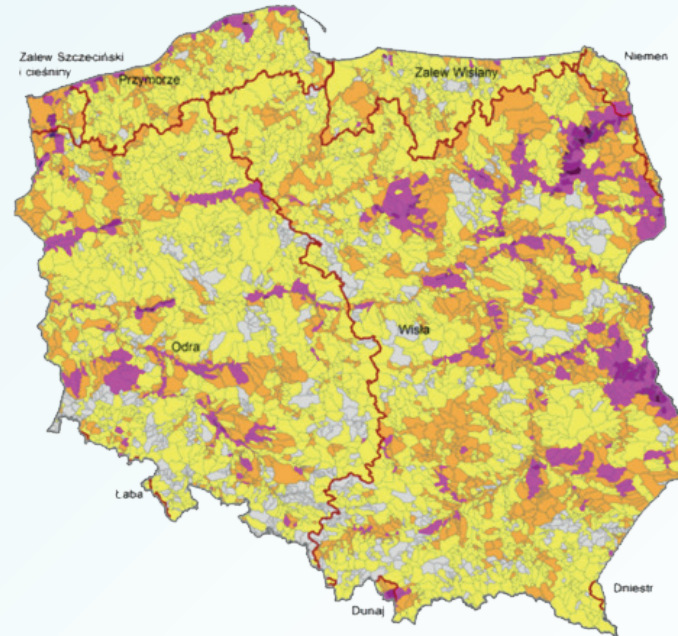 Zalew Szczeciński
i cieśniny
Przymorze
Zalew Wiślany
Niemen
Wisła
Odra
Łaba
Dunaj
Dniestr